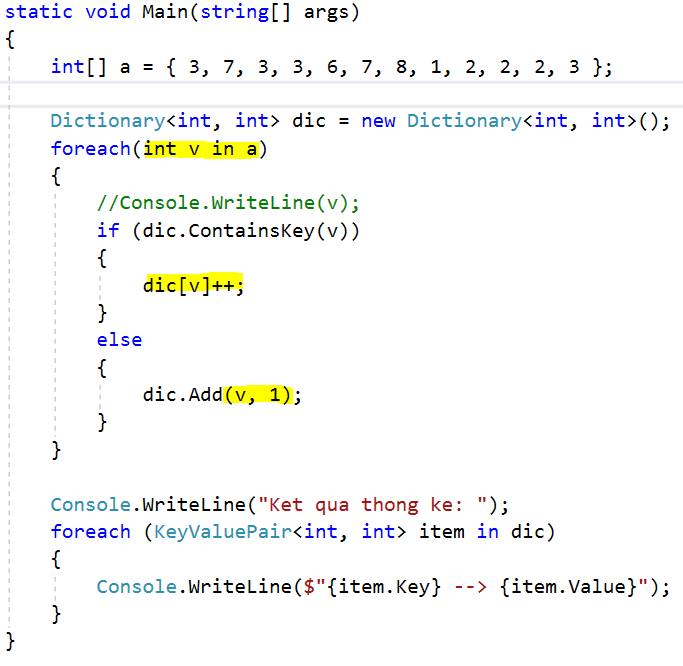 static void Main(string[] args)
{
int[] a = { 3, 7, 3, 3, 6, 7, 8, 1, 2, 2, 2, 3 };
Dictionary<int, int> dic = new Dictionary<int, int>();
foreach(int v in a)
{
//Console.WriteLine(v);
if (dic.ContainsKey(v))
{
dic[v]++;
}
else
{
dic.Add(v, 1);
}
}
Console.WriteLine("Ket qua thong ke: ");
foreach (KeyValuePair<int, int> item in dic)
{
Console.WriteLine($"{item.Key} --> {item.Value}");
}
}